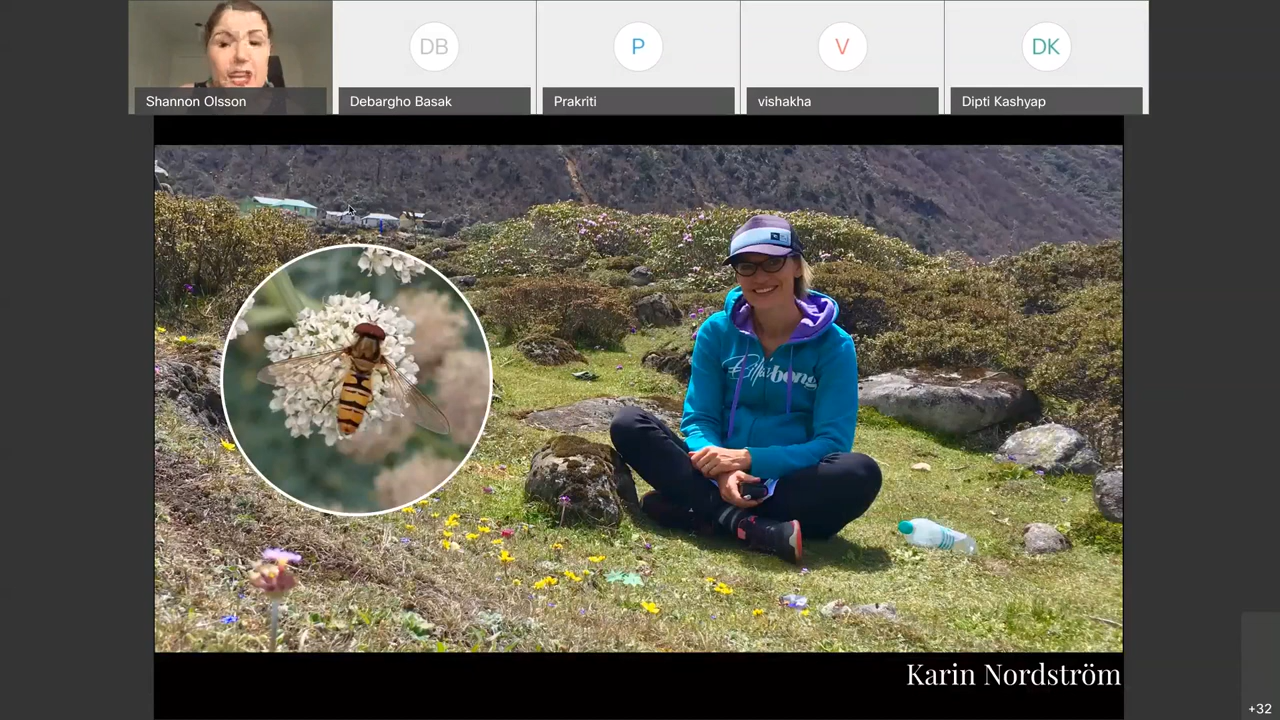 DB
P
V
DK
Shannon Olsson
Debargho Basak
Prakriti
vishakha
Dipti Kashyap
Billabong
Karin Nordström
+32